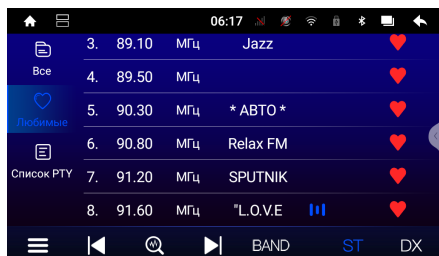 06:17
3. 89.10 МГц Jazz
Все
4. 89.50 МГц
Любимые
5. 90.30 МГц * АВТО *
6. 90.80 МГц Relax FM
Список PTY
7. 91.20 МГц SPUTNIK
8. 91.60 МГц "L.O.V.E
BAND ST DX